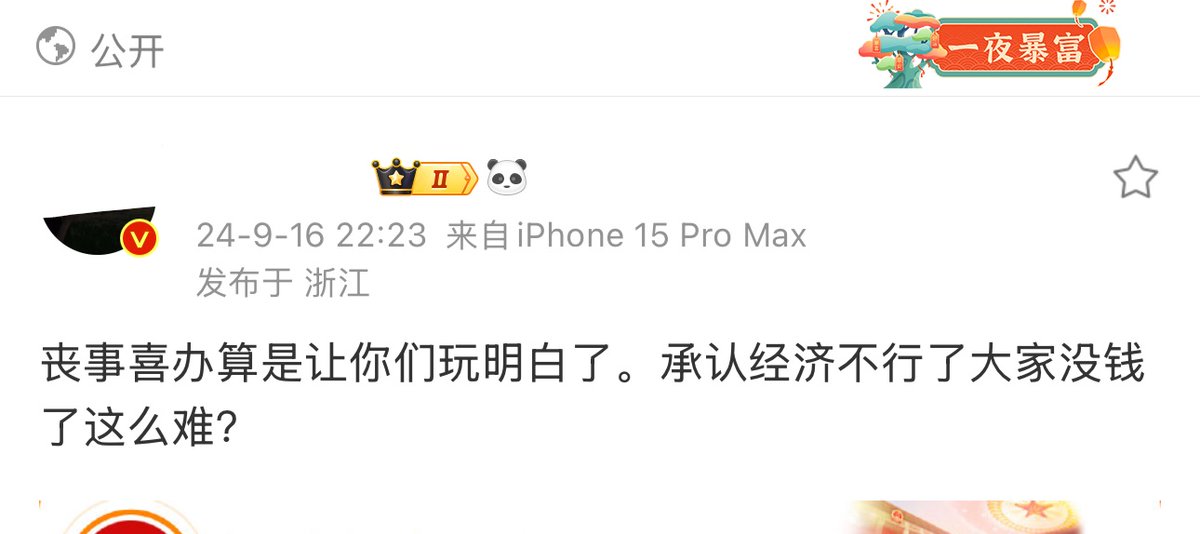 公开
一夜暴富
II
V
24-9-16 22:23 来自iPhone 15 Pro Max
发布于 浙江
丧事喜办算是让你们玩明白了。承认经济不行了大家没钱
了这么难?